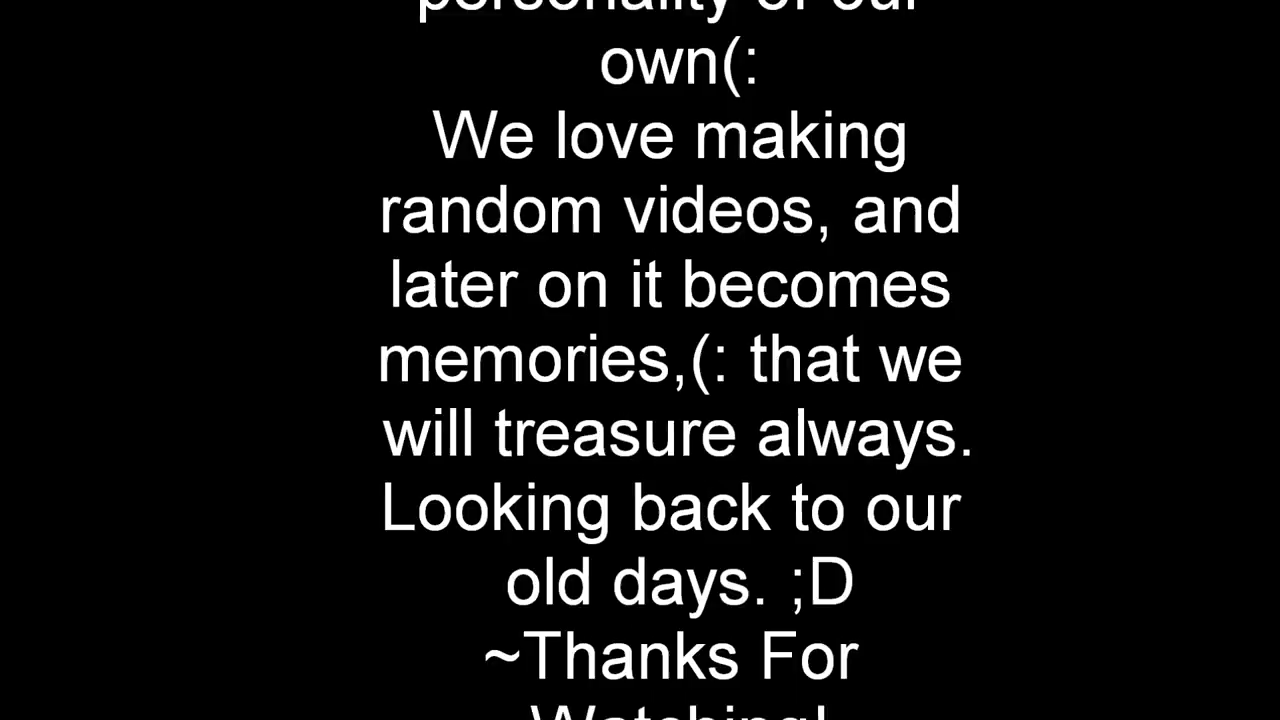 personality of our
own(:
We love making
random videos, and
later on it becomes
memories,(: that we
will treasure always.
Looking back to our
old days. ;D
~Thanks For
Watching!